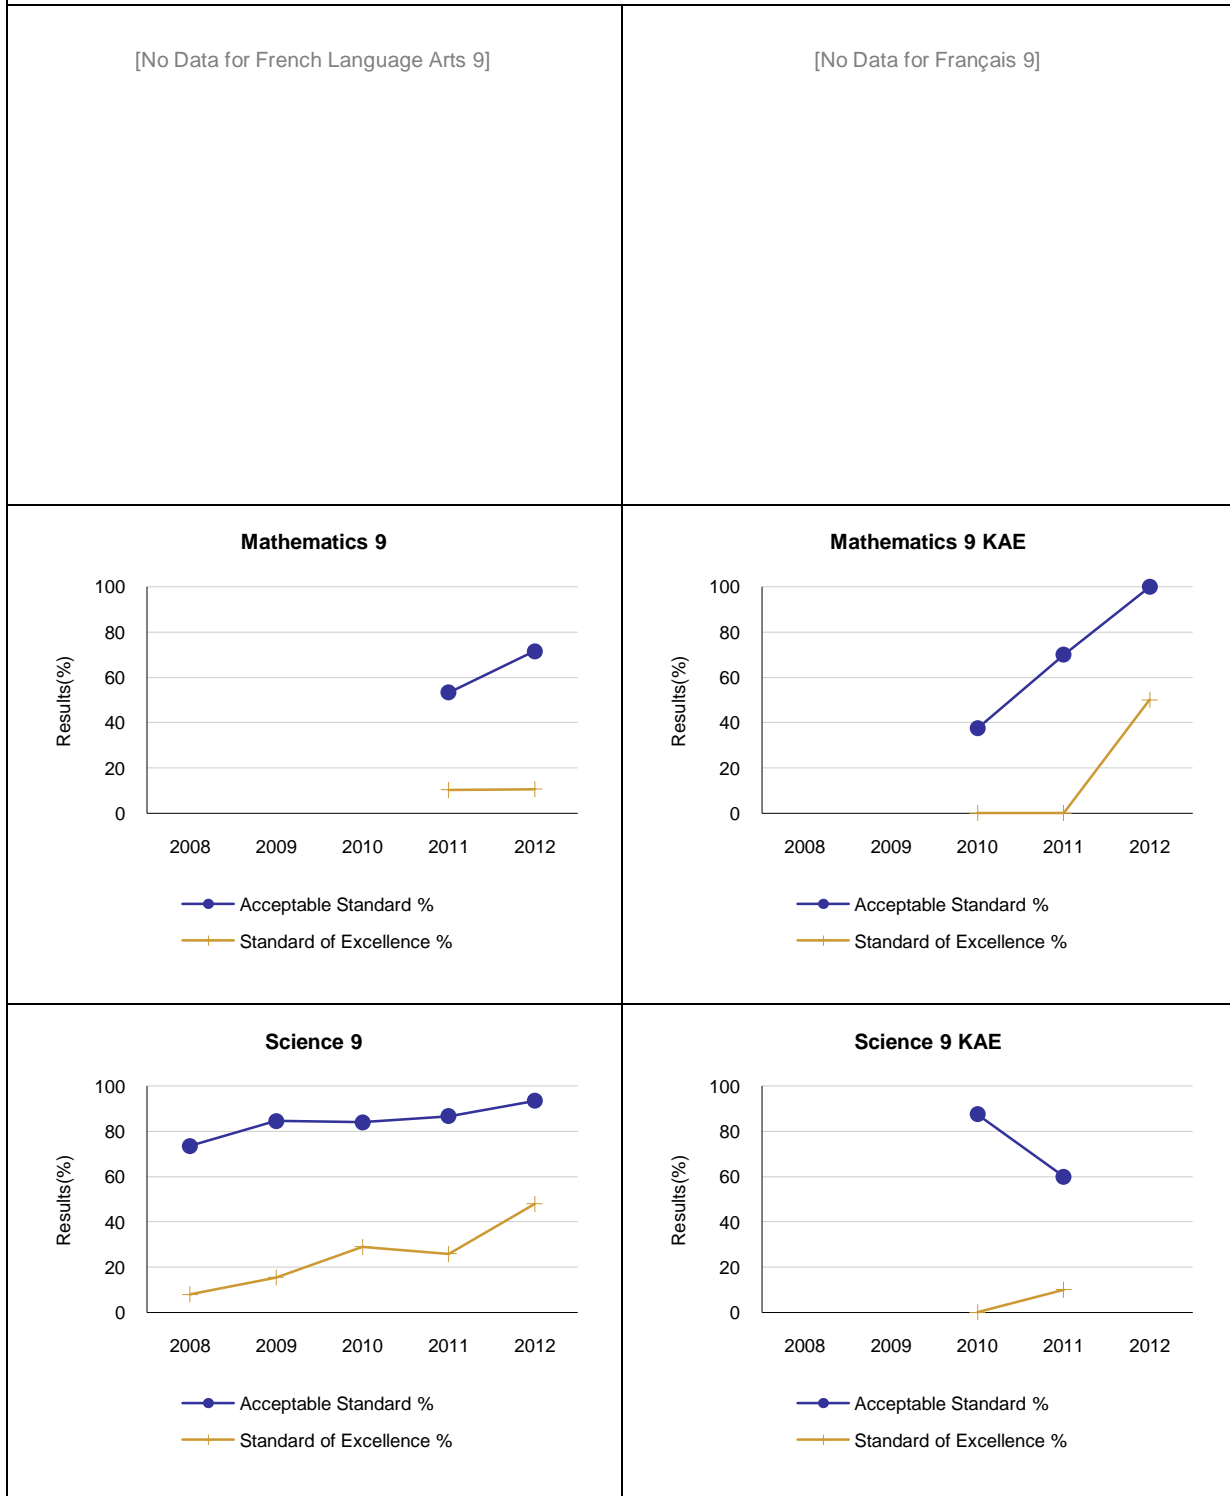 [No Data for French Language Arts 9]
[No Data for Français 9]
Mathematics 9
Results(%)
100
80
60
40
20
0
2008 2009 2010 2011 2012
Acceptable Standard %
Standard of Excellence %
Mathematics 9 KAE
Results(%)
100
80
60
40
20
0
2008 2009 2010 2011 2012
Acceptable Standard %
Standard of Excellence %
Science 9
Results(%)
100
80
60
40
20
0
2008 2009 2010 2011 2012
Acceptable Standard %
Standard of Excellence %
Science 9 KAE
Results(%)
100
80
60
40
20
0
2008 2009 2010 2011 2012
Acceptable Standard %
Standard of Excellence %